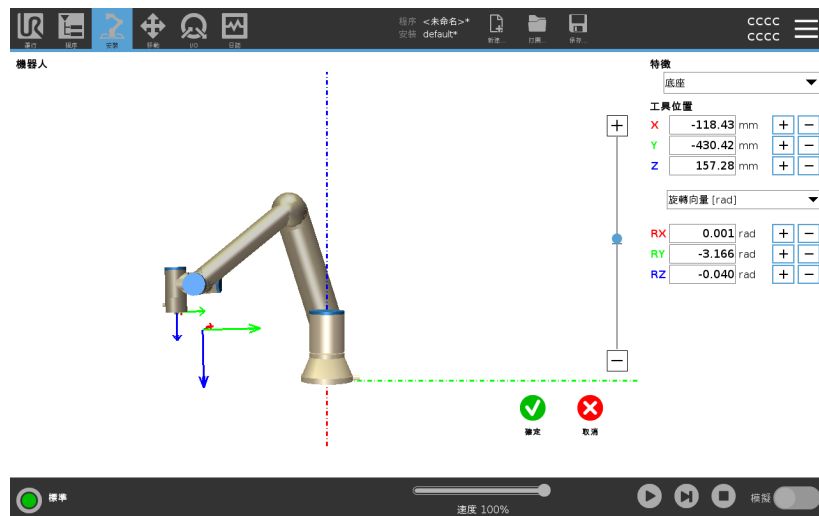 UR
運行
程序
安裝
移動
I/O
日誌
程序 <未命名>*
安裝 default*
新建...
打開...
保存...
cccc
cccc
機器人
特徵
底座
工具位置
X -118.43 mm + −
Y -430.42 mm + −
Z 157.28 mm + −
旋轉向量 [rad]
RX 0.001 rad + −
RY -3.166 rad + −
RZ -0.040 rad + −
確定
取消
標準
速度 100%
模擬